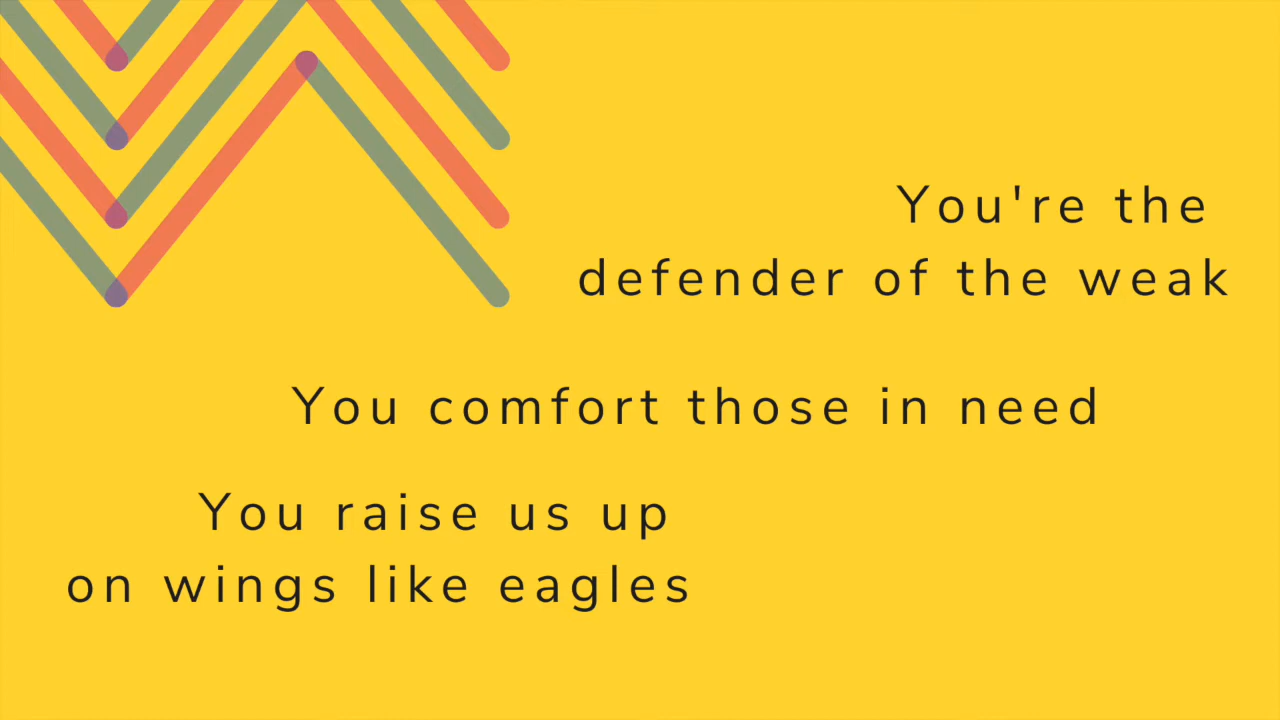 You're the
defender of the weak
You comfort those in need
You raise us up
on wings like eagles